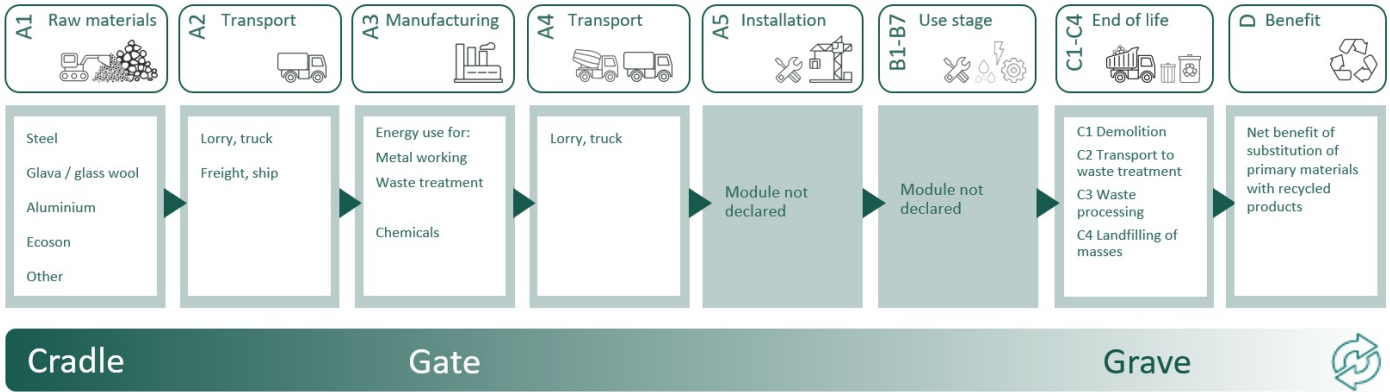 A1 Raw materials
A2 Transport
A3 Manufacturing
A4 Transport
A5 Installation
B1-B7 Use stage
C1-C4 End of life
D Benefit
Steel
Glava / glass wool
Aluminium
Ecoson
Other
Lorry, truck
Freight, ship
Energy use for:
Metal working
Waste treatment
Chemicals
Lorry, truck
Module not
declared
Module not
declared
C1 Demolition
C2 Transport to
waste treatment
C3 Waste
processing
C4 Landfilling of
masses
Net benefit of
substitution of
primary materials
with recycled
products
Cradle
Gate
Grave